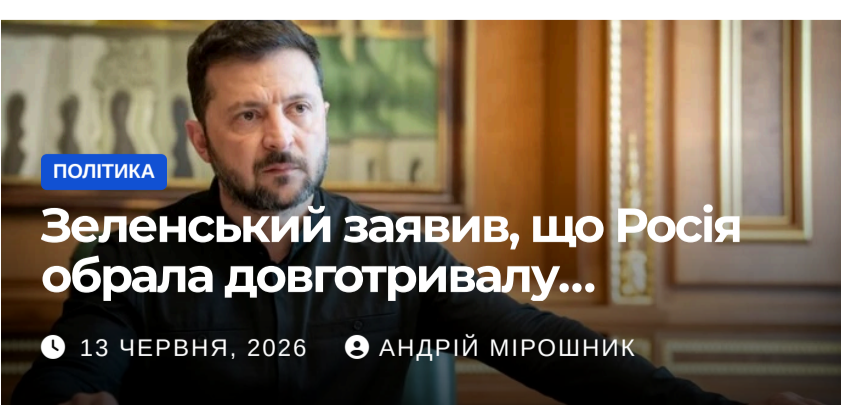 ПОЛІТИКА
Зеленський заявив, що Росія
обрала довготривалу...
13 ЧЕРВНЯ, 2026 АНДРІЙ МІРОШНИК